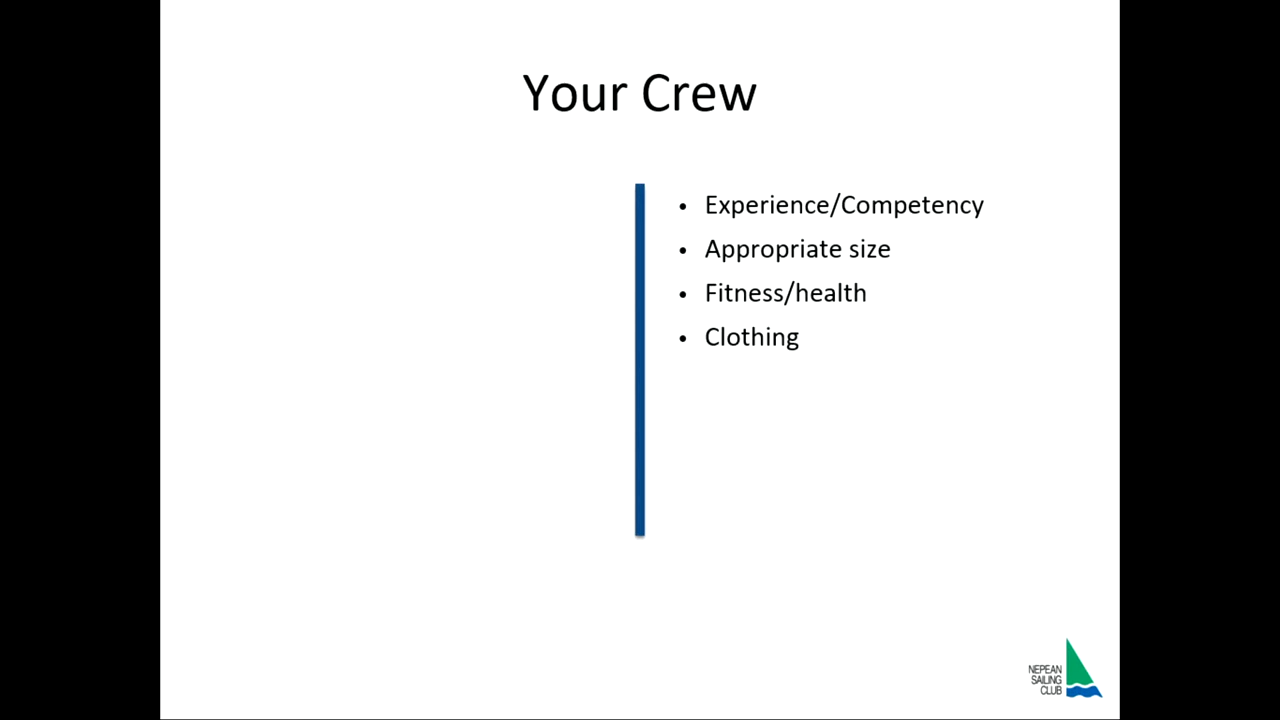 Your Crew
• Experience/Competency
• Appropriate size
• Fitness/health
• Clothing
NEPEAN
SAILING
CLUB